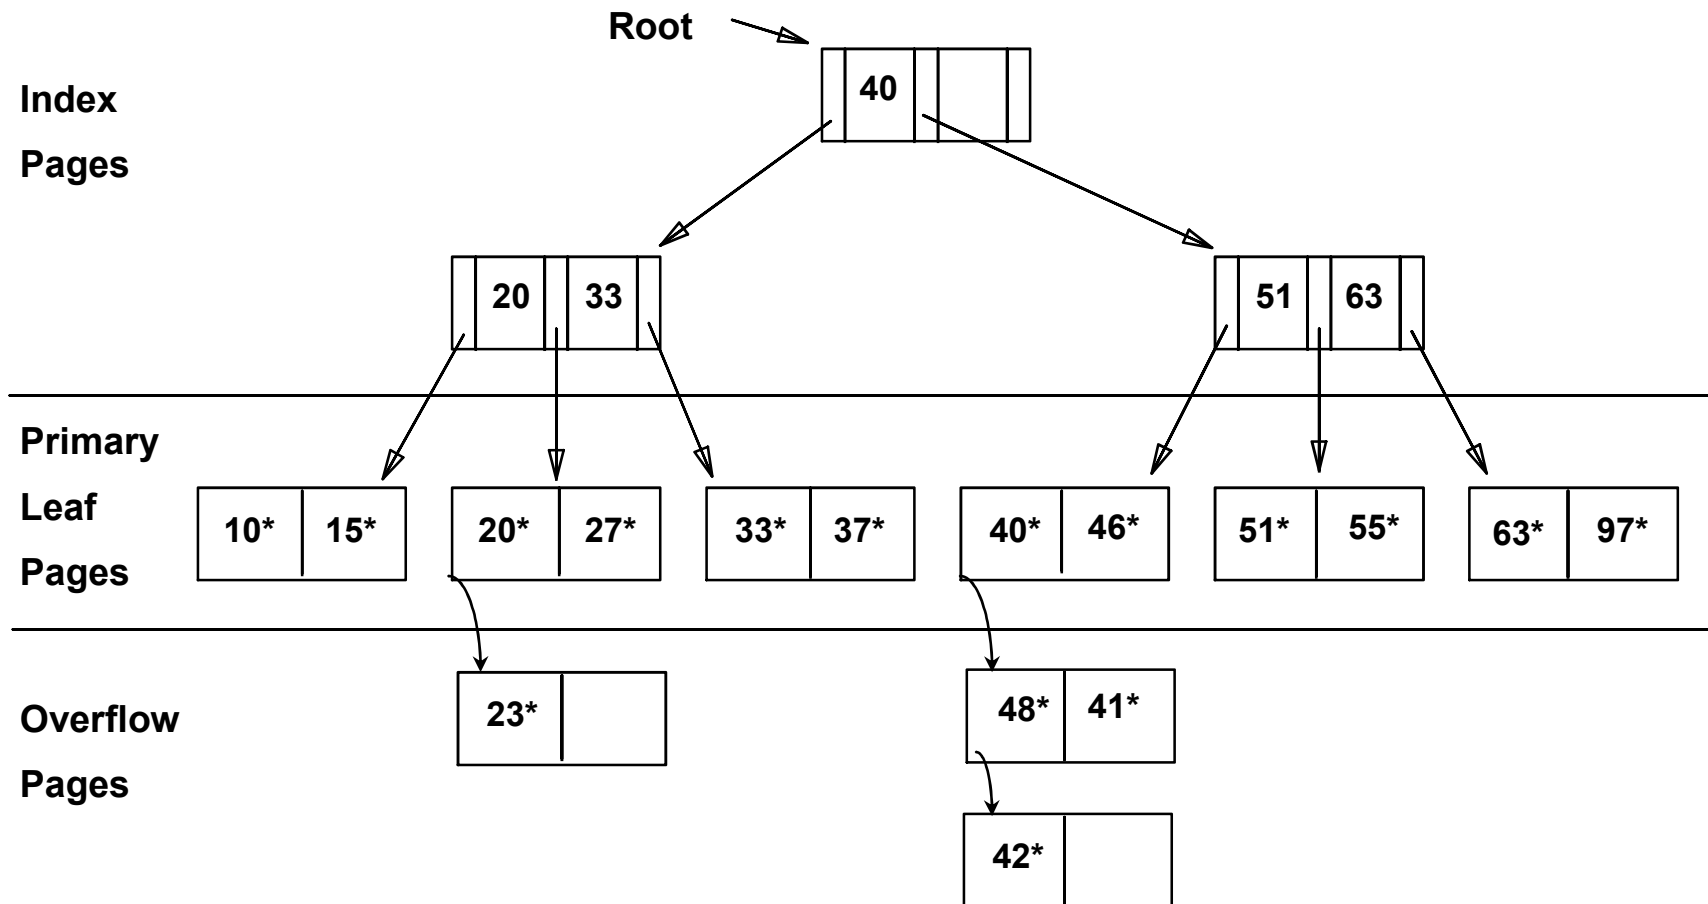 Root
Index
Pages
40
20 33
51 63
Primary
Leaf
Pages
10* 15*
20* 27*
33* 37*
40* 46*
51* 55*
63* 97*
Overflow
Pages
23*
48* 41*
42*